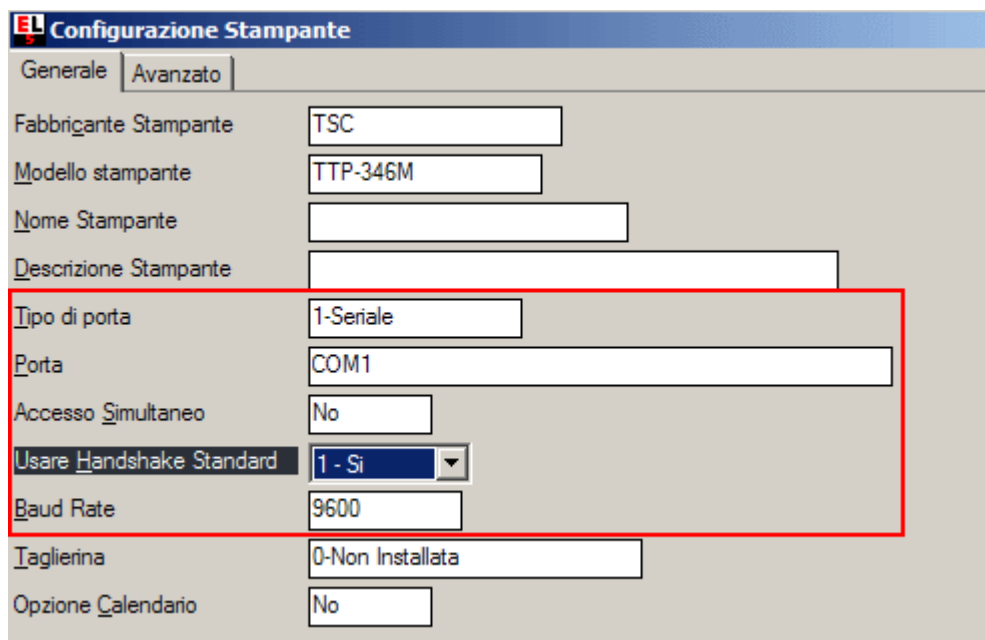 EL 5 Configurazione Stampante
Generale Avanzato
Fabbricante Stampante TSC
Modello stampante TTP-346M
Nome Stampante
Descrizione Stampante
Tipo di porta 1-Seriale
Porta COM1
Accesso Simultaneo No
Usare Handshake Standard 1 - Si
Baud Rate 9600
Taglierina 0-Non Installata
Opzione Calendario No